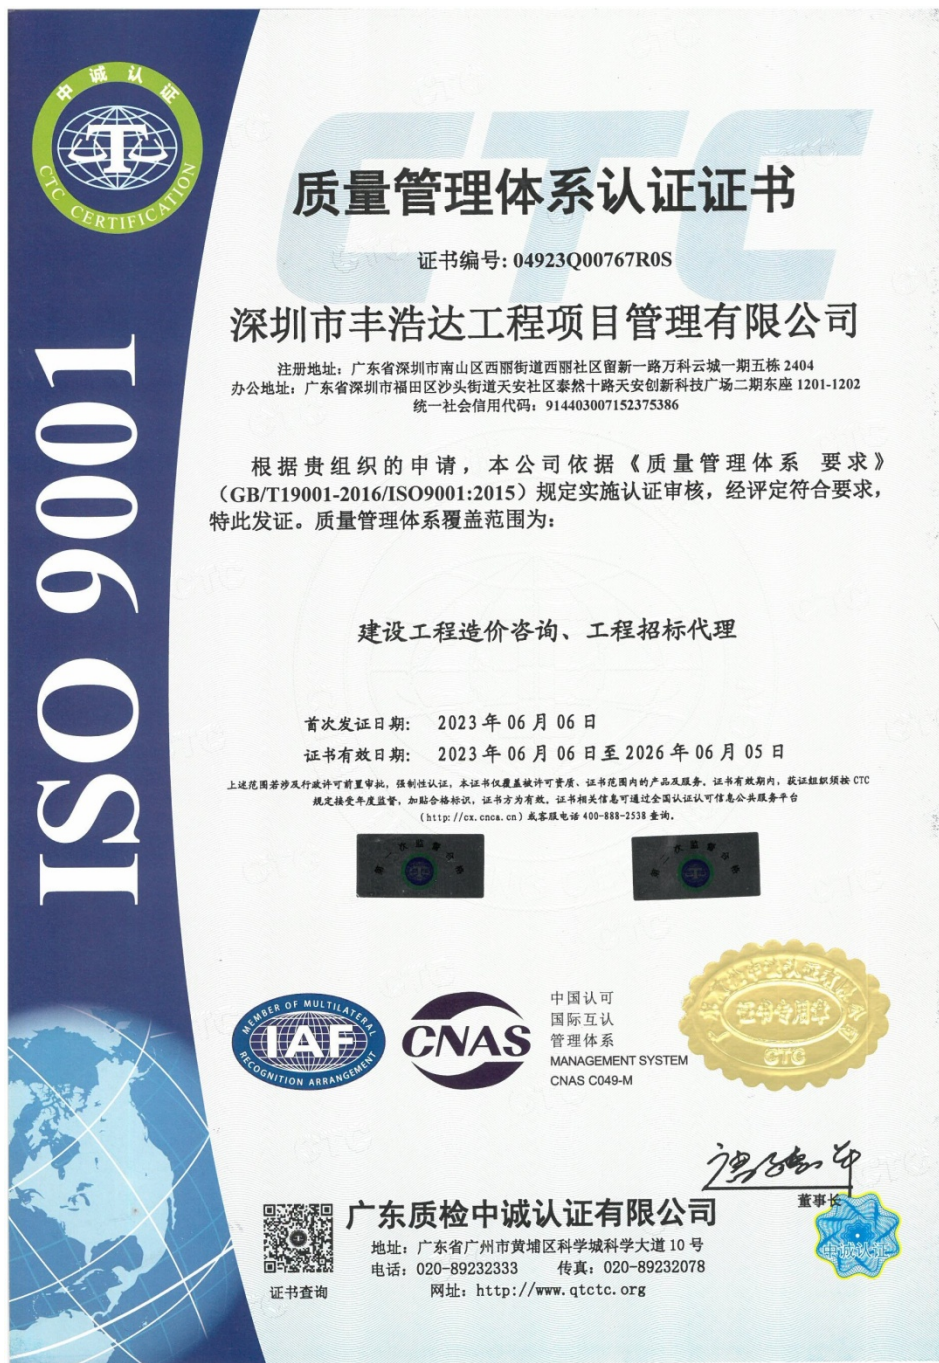 中诚认证
CTC CERTIFICATION
ISO 9001
CTC
质量管理体系认证证书
证书编号: 04923Q00767R0S
深圳市丰浩达工程项目管理有限公司
注册地址：广东省深圳市南山区西丽街道西丽社区留新一路万科云城一期五栋 2404
办公地址：广东省深圳市福田区沙头街道天安社区泰然十路天安创新科技广场二期东座 1201-1202
统一社会信用代码：914403007152375386
根据贵组织的申请，本公司依据《质量管理体系 要求》
（GB/T19001-2016/ISO9001:2015）规定实施认证审核，经评定符合要求，
特此发证。质量管理体系覆盖范围为：
建设工程造价咨询、工程招标代理
首次发证日期： 2023 年 06 月 06 日
证书有效日期： 2023 年 06 月 06 日至 2026 年 06 月 05 日
上述范围若涉及行政许可前置审批，强制性认证，本证书仅覆盖被许可资质、证书范围内的产品及服务。证书有效期内，获证组织须按 CTC
规定接受年度监督，加贴合格标识，证书方为有效。证书相关信息可通过全国认证认可信息公共服务平台
(http://cx.cnca.cn) 或客服电话 400-888-2538 查询。
第一次监督合格
第二次监督合格
MEMBER OF MULTILATERAL
IAF
RECOGNITION ARRANGEMENT
CNAS
中国认可
国际互认
管理体系
MANAGEMENT SYSTEM
CNAS C049-M
证书专用章
CTC
董事长
中诚认证
广东质检中诚认证有限公司
地址：广东省广州市黄埔区科学城科学大道 10 号
电话：020-89232333 传真：020-89232078
网址：http://www.qtctc.org
证书查询